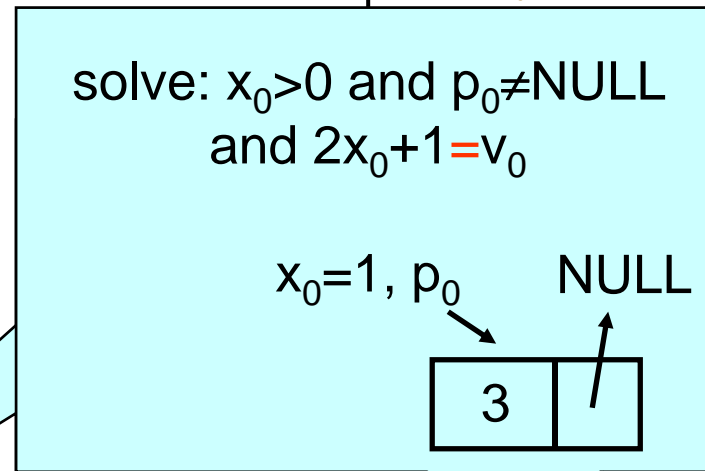 solve: x₀>0 and p₀≠NULL
and 2x₀+1=v₀
x₀=1, p₀ NULL
3